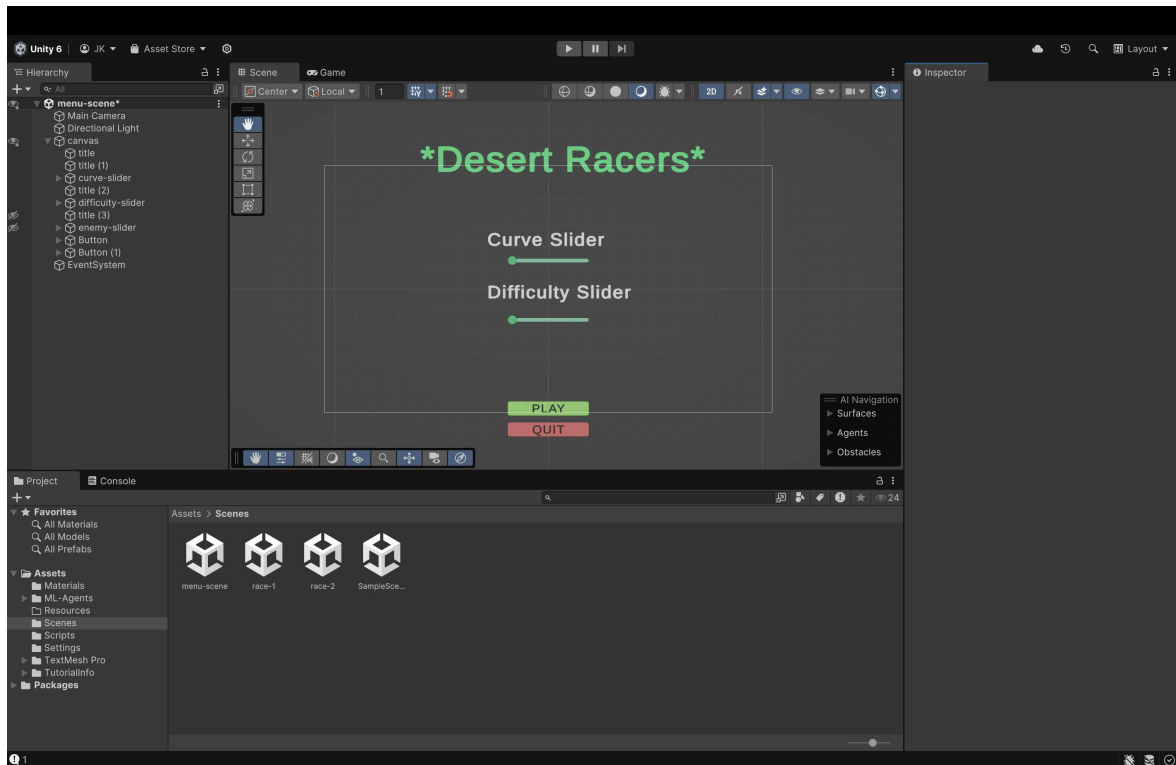 Unity 6 JK Asset Store Layout
Hierarchy
All
menu-scene*
Main Camera
Directional Light
canvas
title
title (1)
curve-slider
title (2)
difficulty-slider
title (3)
enemy-slider
Button
Button (1)
EventSystem
Scene Game
Center Local 1 2D
*Desert Racers*
Curve Slider
Difficulty Slider
PLAY
QUIT
AI Navigation
Surfaces
Agents
Obstacles
Inspector
Project Console
24
Favorites
All Materials
All Models
All Prefabs
Assets
Materials
ML-Agents
Resources
Scenes
Scripts
Settings
TextMesh Pro
TutorialInfo
Packages
Assets > Scenes
menu-scene race-1 race-2 SampleSce...
1